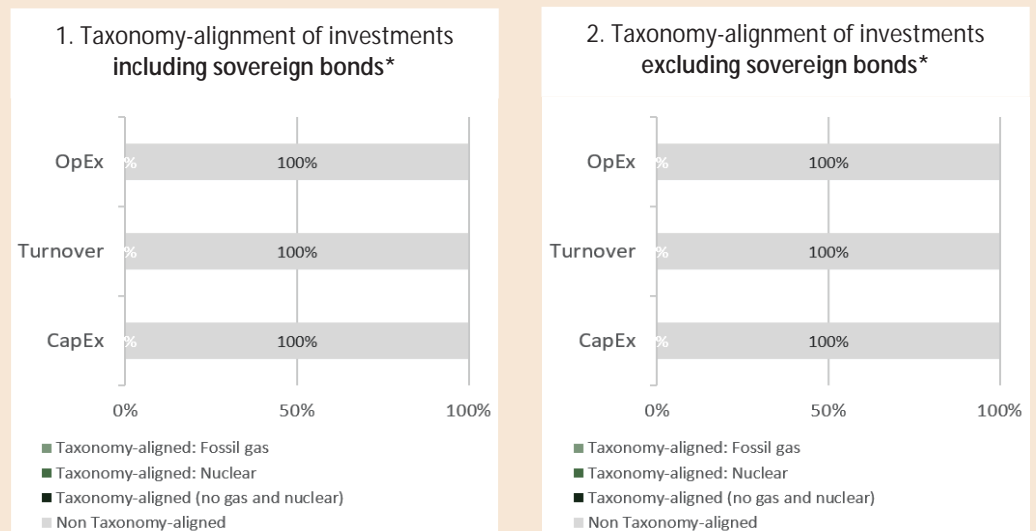 1. Taxonomy-alignment of investments
including sovereign bonds*
OpEx
%
100%
Turnover
%
100%
CapEx
%
100%
0%
50%
100%
Taxonomy-aligned: Fossil gas
Taxonomy-aligned: Nuclear
Taxonomy-aligned (no gas and nuclear)
Non Taxonomy-aligned
2. Taxonomy-alignment of investments
excluding sovereign bonds*
OpEx
%
100%
Turnover
%
100%
CapEx
%
100%
0%
50%
100%
Taxonomy-aligned: Fossil gas
Taxonomy-aligned: Nuclear
Taxonomy-aligned (no gas and nuclear)
Non Taxonomy-aligned